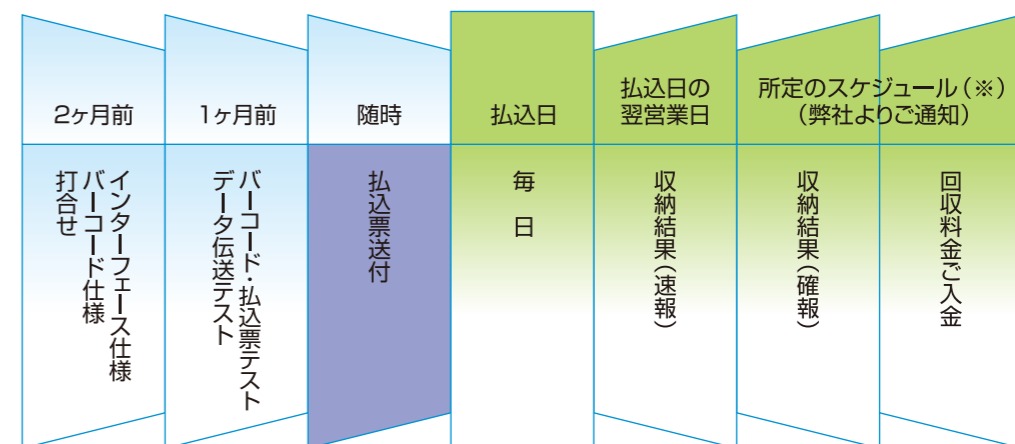 2ヶ月前
1ヶ月前
随時
払込日
払込日の
翌営業日
所定のスケジュール(※)
(弊社よりご通知)
インターフェース仕様
バーコード仕様
打合せ
バーコード・払込票テスト
データ伝送テスト
払込票送付
毎日
収納結果(速報)
収納結果(確報)
回収料金ご入金